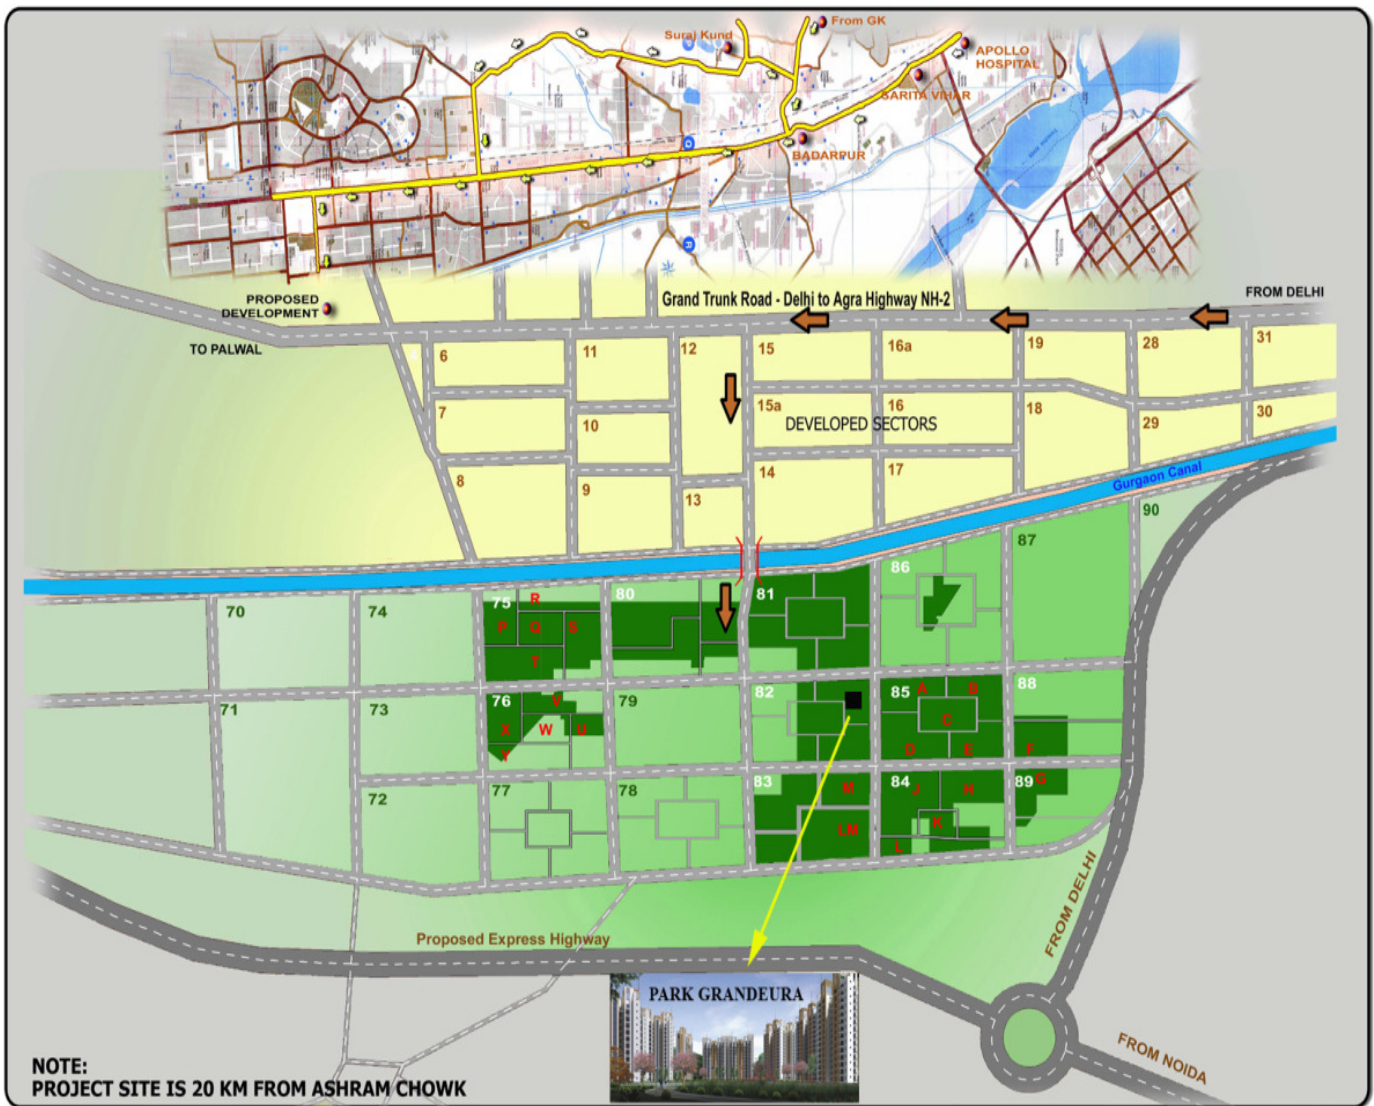 From GK
Suraj Kund
APOLLO
HOSPITAL
SARITA VIHAR
BADARPUR
PROPOSED
DEVELOPMENT
Grand Trunk Road - Delhi to Agra Highway NH-2
FROM DELHI
TO PALWAL
6
11
12
15
16a
19
28
31
7
10
15a
16
18
29
30
DEVELOPED SECTORS
8
9
13
14
17
Gurgaon Canal
90
87
86
70
74
75
R
80
81
P
Q
S
T
71
73
76
V
79
82
85
A
B
88
X
W
U
C
Y
D
E
F
72
77
78
83
M
84
J
H
89
G
LM
K
L
Proposed Express Highway
FROM DELHI
PARK GRANDEURA
FROM NOIDA
NOTE:
PROJECT SITE IS 20 KM FROM ASHRAM CHOWK